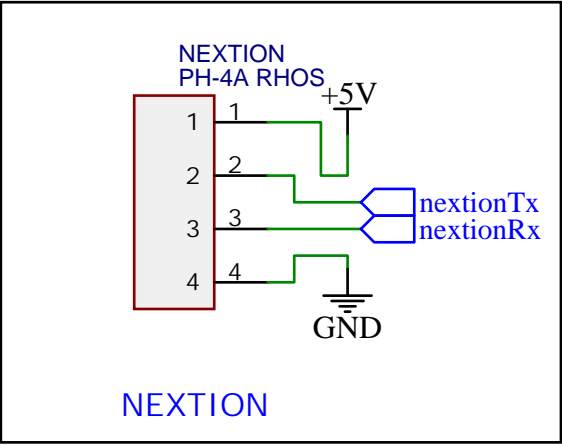 NEXTION
PH-4A RHOS
+5V
1 1
2 2
nextionTx
3 3
nextionRx
4 4
GND
NEXTION